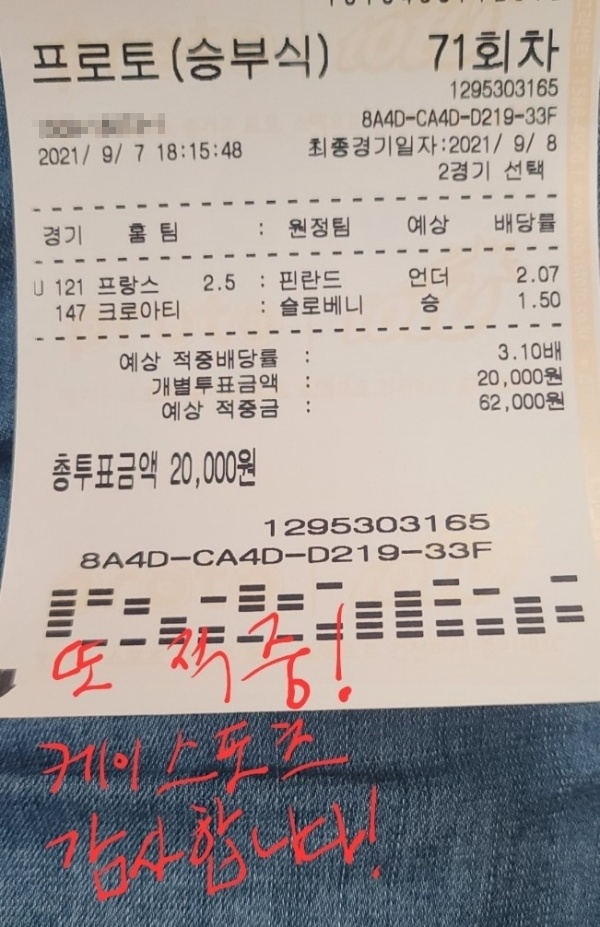 프로토(승부식) 71회차
1295303165
8A4D-CA4D-D219-33F
2021/ 9/ 7 18:15:48 최종경기일자:2021/ 9/ 8
2경기 선택
경기 홈 팀 : 원정팀 예상 배당률
U 121 프랑스 2.5 : 핀란드 언더 2.07
147 크로아티 : 슬로베니 승 1.50
예상 적중배당률 : 3.10배
개별투표금액 : 20,000원
예상 적중금 : 62,000원
총투표금액 20,000원
1295303165
8A4D-CA4D-D219-33F
또 적중!
케이스포츠
감사합니다!